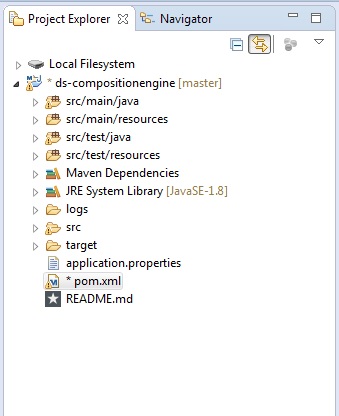 Project Explorer Navigator
Local Filesystem
* ds-compositionengine [master]
src/main/java
src/main/resources
src/test/java
src/test/resources
Maven Dependencies
JRE System Library [JavaSE-1.8]
logs
src
target
application.properties
* pom.xml
README.md